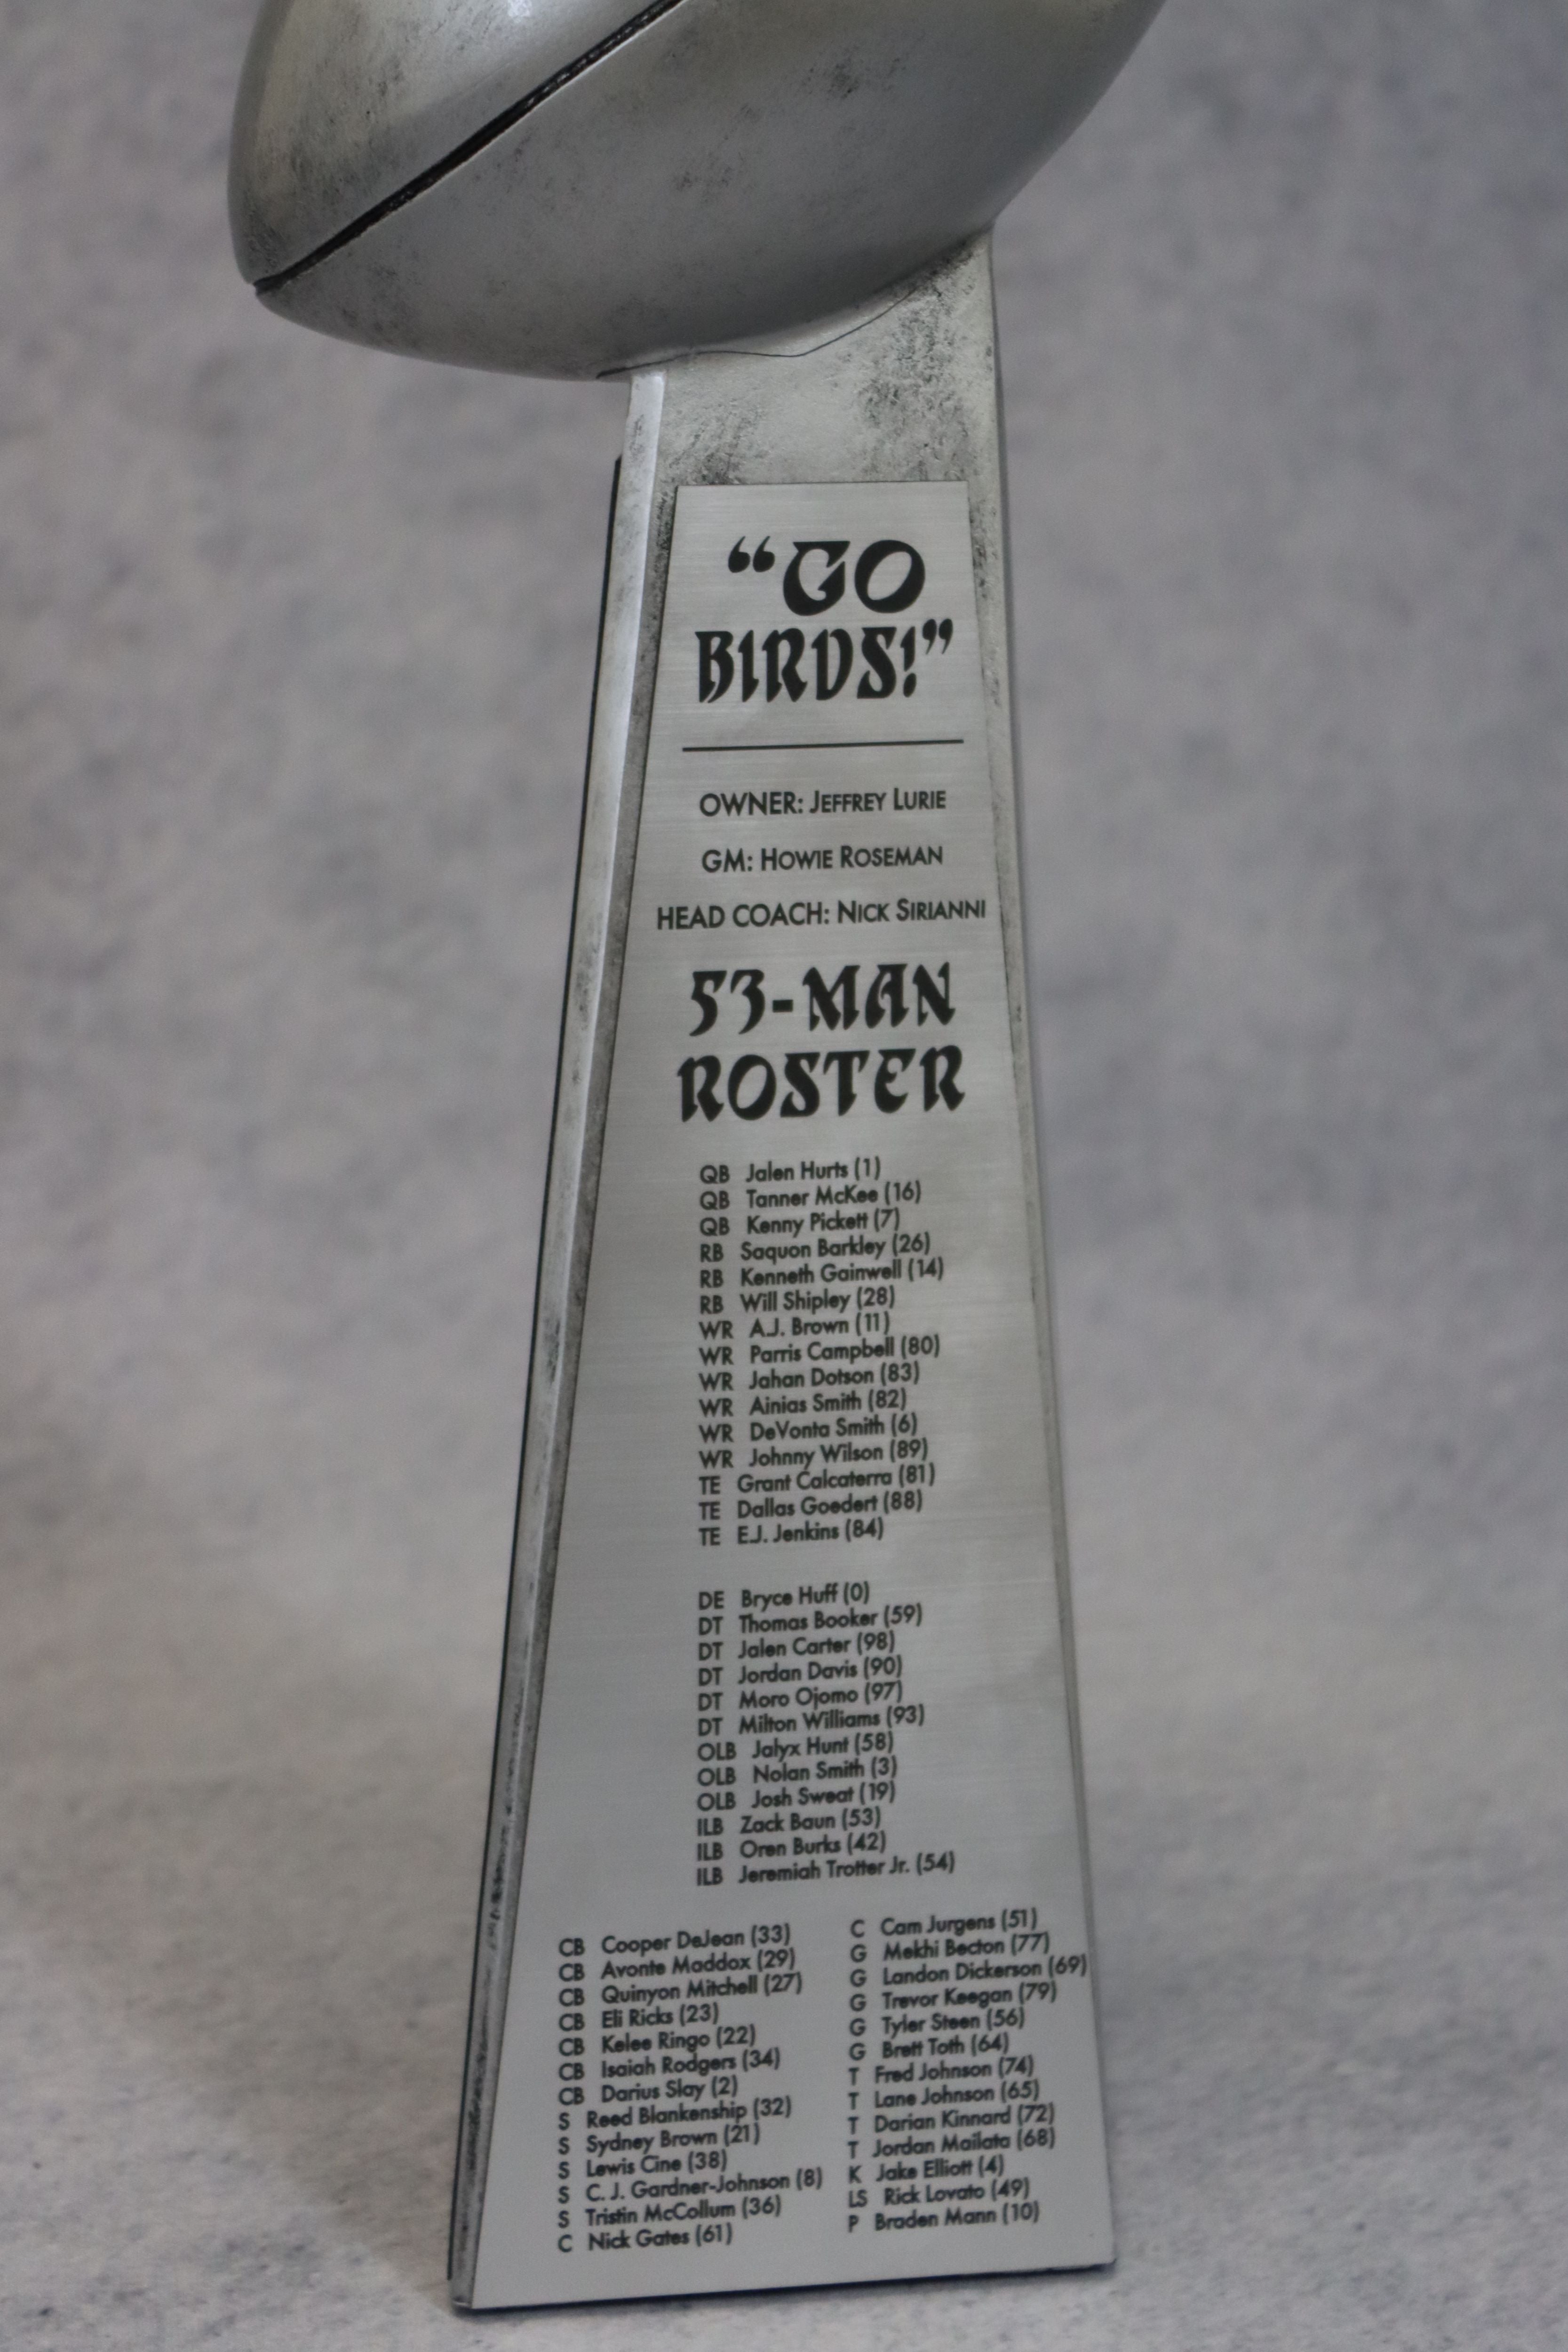 “GO
BIRDS!”
OWNER: JEFFREY LURIE
GM: HOWIE ROSEMAN
HEAD COACH: NICK SIRIANNI
53-MAN
ROSTER
QB Jalen Hurts (1)
QB Tanner McKee (16)
QB Kenny Pickett (7)
RB Saquon Barkley (26)
RB Kenneth Gainwell (14)
RB Will Shipley (28)
WR A.J. Brown (11)
WR Parris Campbell (80)
WR Jahan Dotson (83)
WR Ainias Smith (82)
WR DeVonta Smith (6)
WR Johnny Wilson (89)
TE Grant Calcaterra (81)
TE Dallas Goedert (88)
TE E.J. Jenkins (84)
DE Bryce Huff (0)
DT Thomas Booker (59)
DT Jalen Carter (98)
DT Jordan Davis (90)
DT Moro Ojomo (97)
DT Milton Williams (93)
OLB Jalyx Hunt (58)
OLB Nolan Smith (3)
OLB Josh Sweat (19)
ILB Zack Baun (53)
ILB Oren Burks (42)
ILB Jeremiah Trotter Jr. (54)
CB Cooper DeJean (33)
CB Avonte Maddox (29)
CB Quinyon Mitchell (27)
CB Eli Ricks (23)
CB Kelee Ringo (22)
CB Isaiah Rodgers (34)
CB Darius Slay (2)
S Reed Blankenship (32)
S Sydney Brown (21)
S Lewis Cine (38)
S C. J. Gardner-Johnson (8)
S Tristin McCollum (36)
C Nick Gates (61)
C Cam Jurgens (51)
G Mekhi Becton (77)
G Landon Dickerson (69)
G Trevor Keegan (79)
G Tyler Steen (56)
G Brett Toth (64)
T Fred Johnson (74)
T Lane Johnson (65)
T Darian Kinnard (72)
T Jordan Mailata (68)
K Jake Elliott (4)
LS Rick Lovato (49)
P Braden Mann (10)